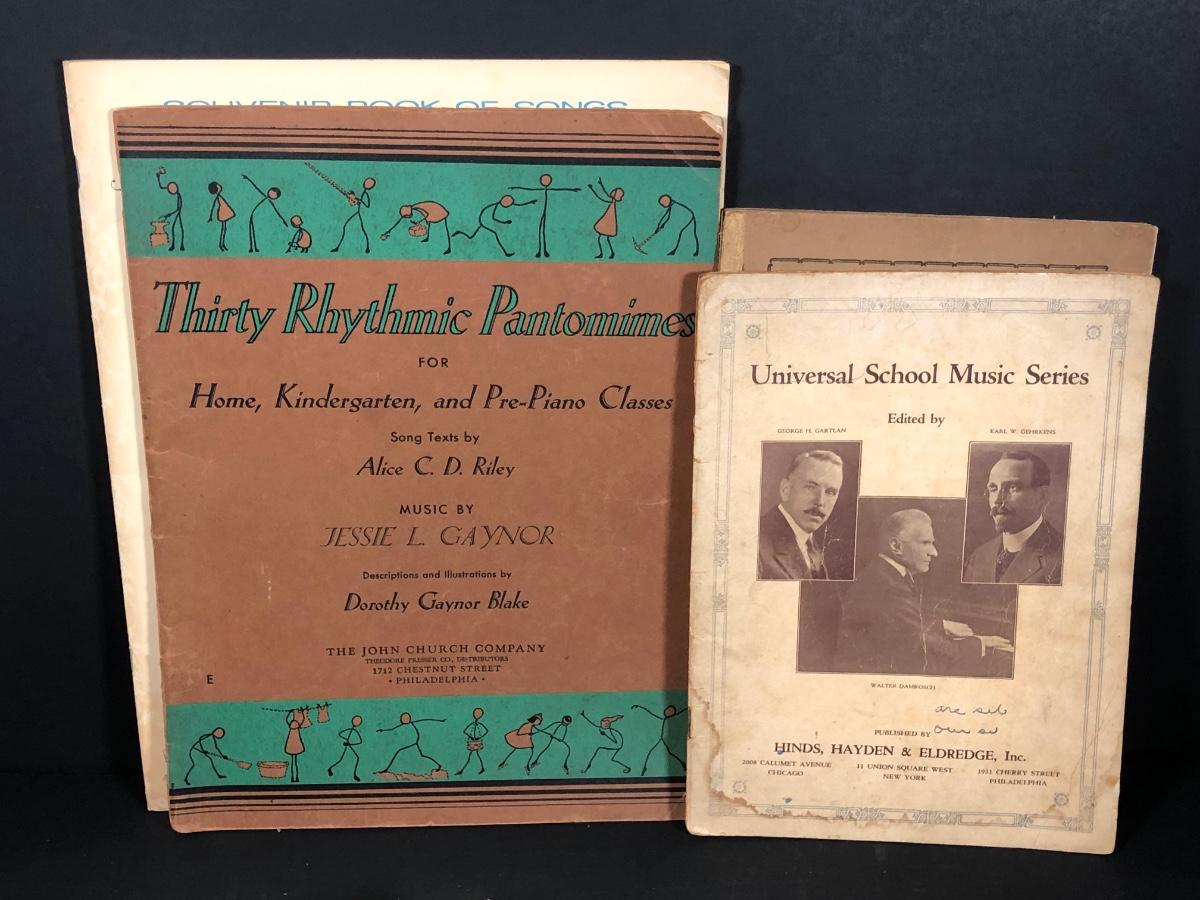 SOUVENIR BOOK OF SONGS
Thirty Rhythmic Pantomimes
FOR
Home, Kindergarten, and Pre-Piano Classes
Song Texts by
Alice C. D. Riley
MUSIC BY
JESSIE L. GAYNOR
Descriptions and Illustrations by
Dorothy Gaynor Blake
THE JOHN CHURCH COMPANY
THEODORE PRESSER CO., DISTRIBUTORS
1712 CHESTNUT STREET
• PHILADELPHIA •
E
Universal School Music Series
Edited by
GEORGE H. GARTLAN
KARL W. GEHRKENS
WALTER DAMROSCH
are
PUBLISHED BY
HINDS, HAYDEN & ELDREDGE, Inc.
2008 CALUMET AVENUE
CHICAGO
11 UNION SQUARE WEST
NEW YORK
1931 CHERRY STREET
PHILADELPHIA